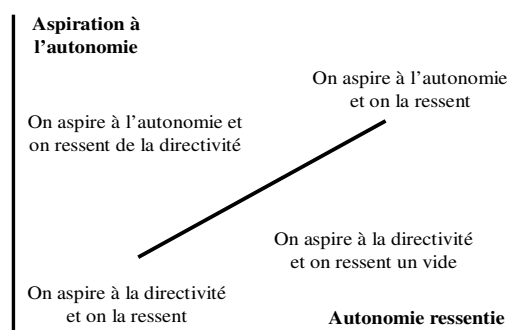 Aspiration à
l'autonomie
On aspire à l'autonomie
et on la ressent
On aspire à l'autonomie et
on ressent de la directivité
On aspire à la directivité
et on ressent un vide
On aspire à la directivité
et on la ressent
Autonomie ressentie